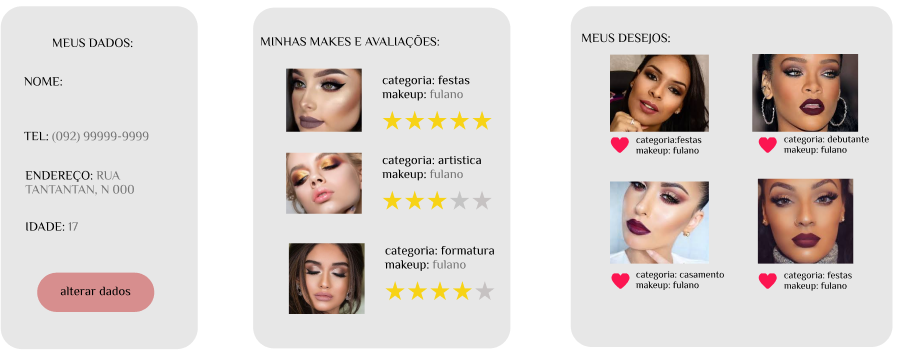 MEUS DADOS:
NOME:
TEL: (092) 99999-9999
ENDEREÇO: RUA
TANTANTAN, N 000
IDADE: 17
alterar dados
MINHAS MAKES E AVALIAÇÕES:
categoria: festas
makeup: fulano
categoria: artistica
makeup: fulano
categoria: formatura
makeup: fulano
MEUS DESEJOS:
categoria:festas
makeup: fulano
categoria: debutante
makeup: fulano
categoria: casamento
makeup: fulano
categoria: festas
makeup: fulano